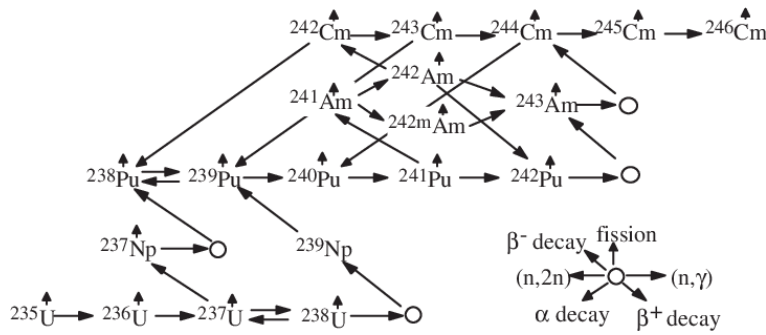 ²⁴²Cm ²⁴³Cm ²⁴⁴Cm ²⁴⁵Cm ²⁴⁶Cm
²⁴²Am
²⁴¹Am ²⁴³Am
²⁴²ᵐAm
²³⁸Pu ²³⁹Pu ²⁴⁰Pu ²⁴¹Pu ²⁴²Pu
²³⁷Np ²³⁹Np
²³⁵U ²³⁶U ²³⁷U ²³⁸U
β⁻ decay fission
(n,2n) (n,γ)
α decay β⁺ decay